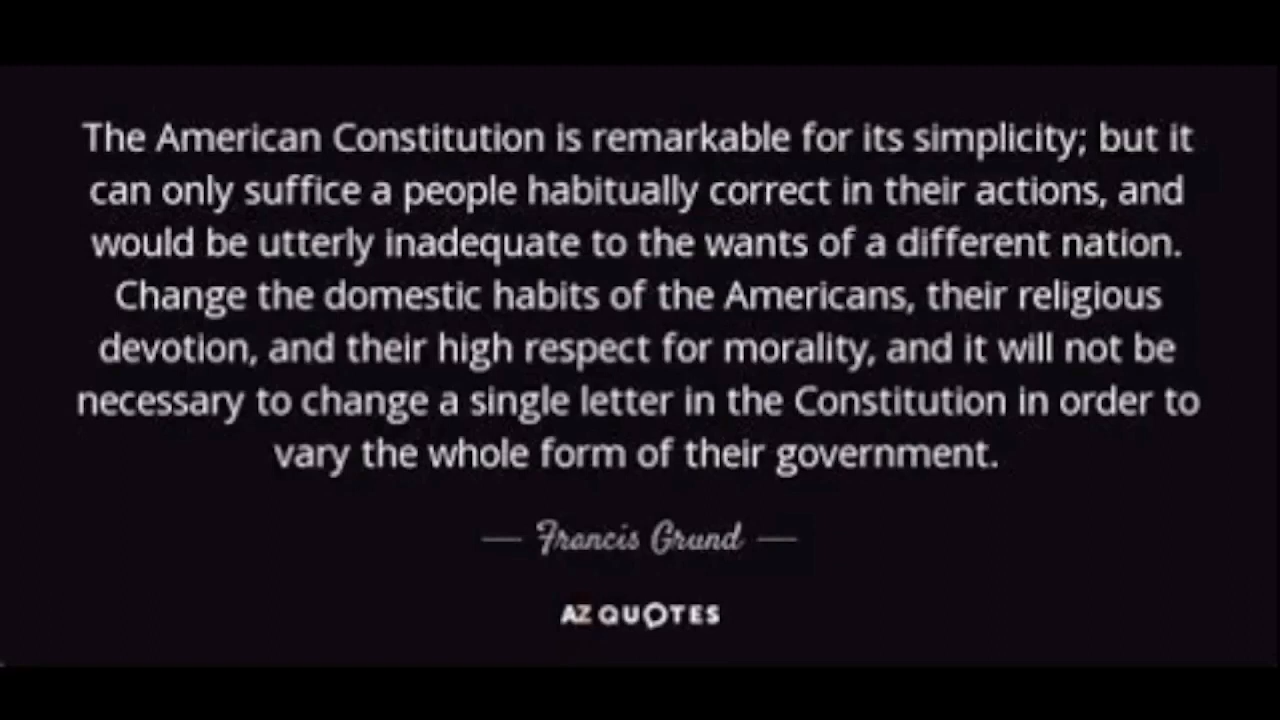 The American Constitution is remarkable for its simplicity; but it
can only suffice a people habitually correct in their actions, and
would be utterly inadequate to the wants of a different nation.
Change the domestic habits of the Americans, their religious
devotion, and their high respect for morality, and it will not be
necessary to change a single letter in the Constitution in order to
vary the whole form of their government.
— Francis Grund —
AZ QUOTES